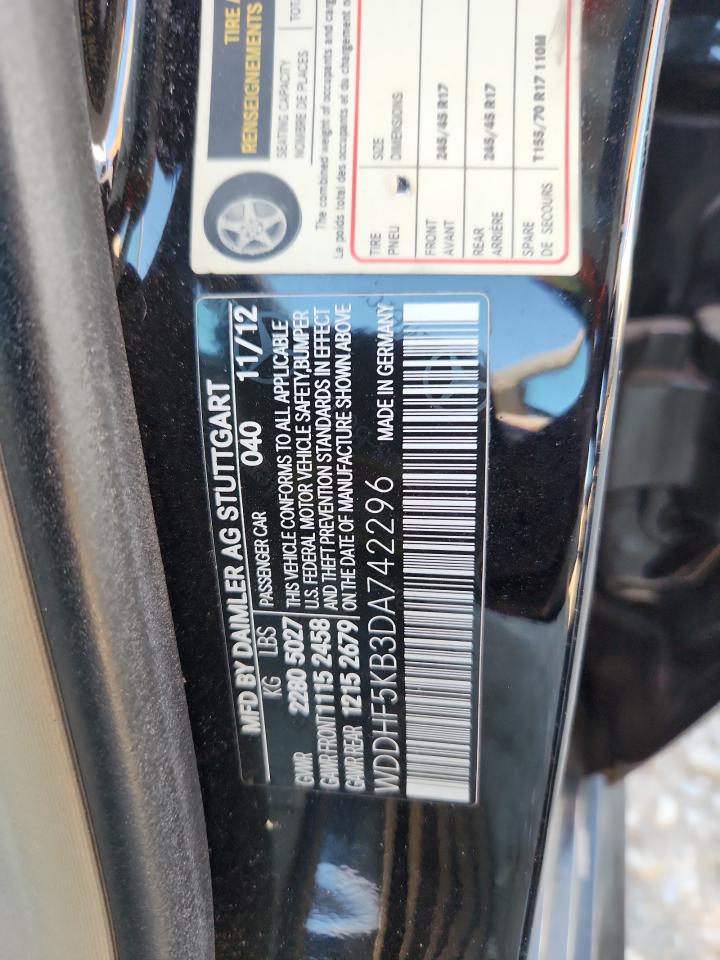 MFD BY DAIMLER AG STUTTGART
KG LBS PASSENGER CAR 040 11/12
GVWR 2280 5027 THIS VEHICLE CONFORMS TO ALL APPLICABLE
GAWR FRONT 1115 2458 U.S. FEDERAL MOTOR VEHICLE SAFETY,BUMPER
GAWR REAR 1215 2679 AND THEFT PREVENTION STANDARDS IN EFFECT
ON THE DATE OF MANUFACTURE SHOWN ABOVE
WDDHF5KB3DA742296 MADE IN GERMANY
TIRE
RENSEIGNEMENTS
SEATING CAPACITY
NOMBRE DE PLACES
The combined weight of occupants and
Le poids total des occupants et du chargement
TIRE SIZE
PNEU DIMENSIONS
FRONT 245/45 R17
AVANT
REAR 245/45 R17
ARRIÈRE
SPARE T155/70 R17 110M
DE SECOURS